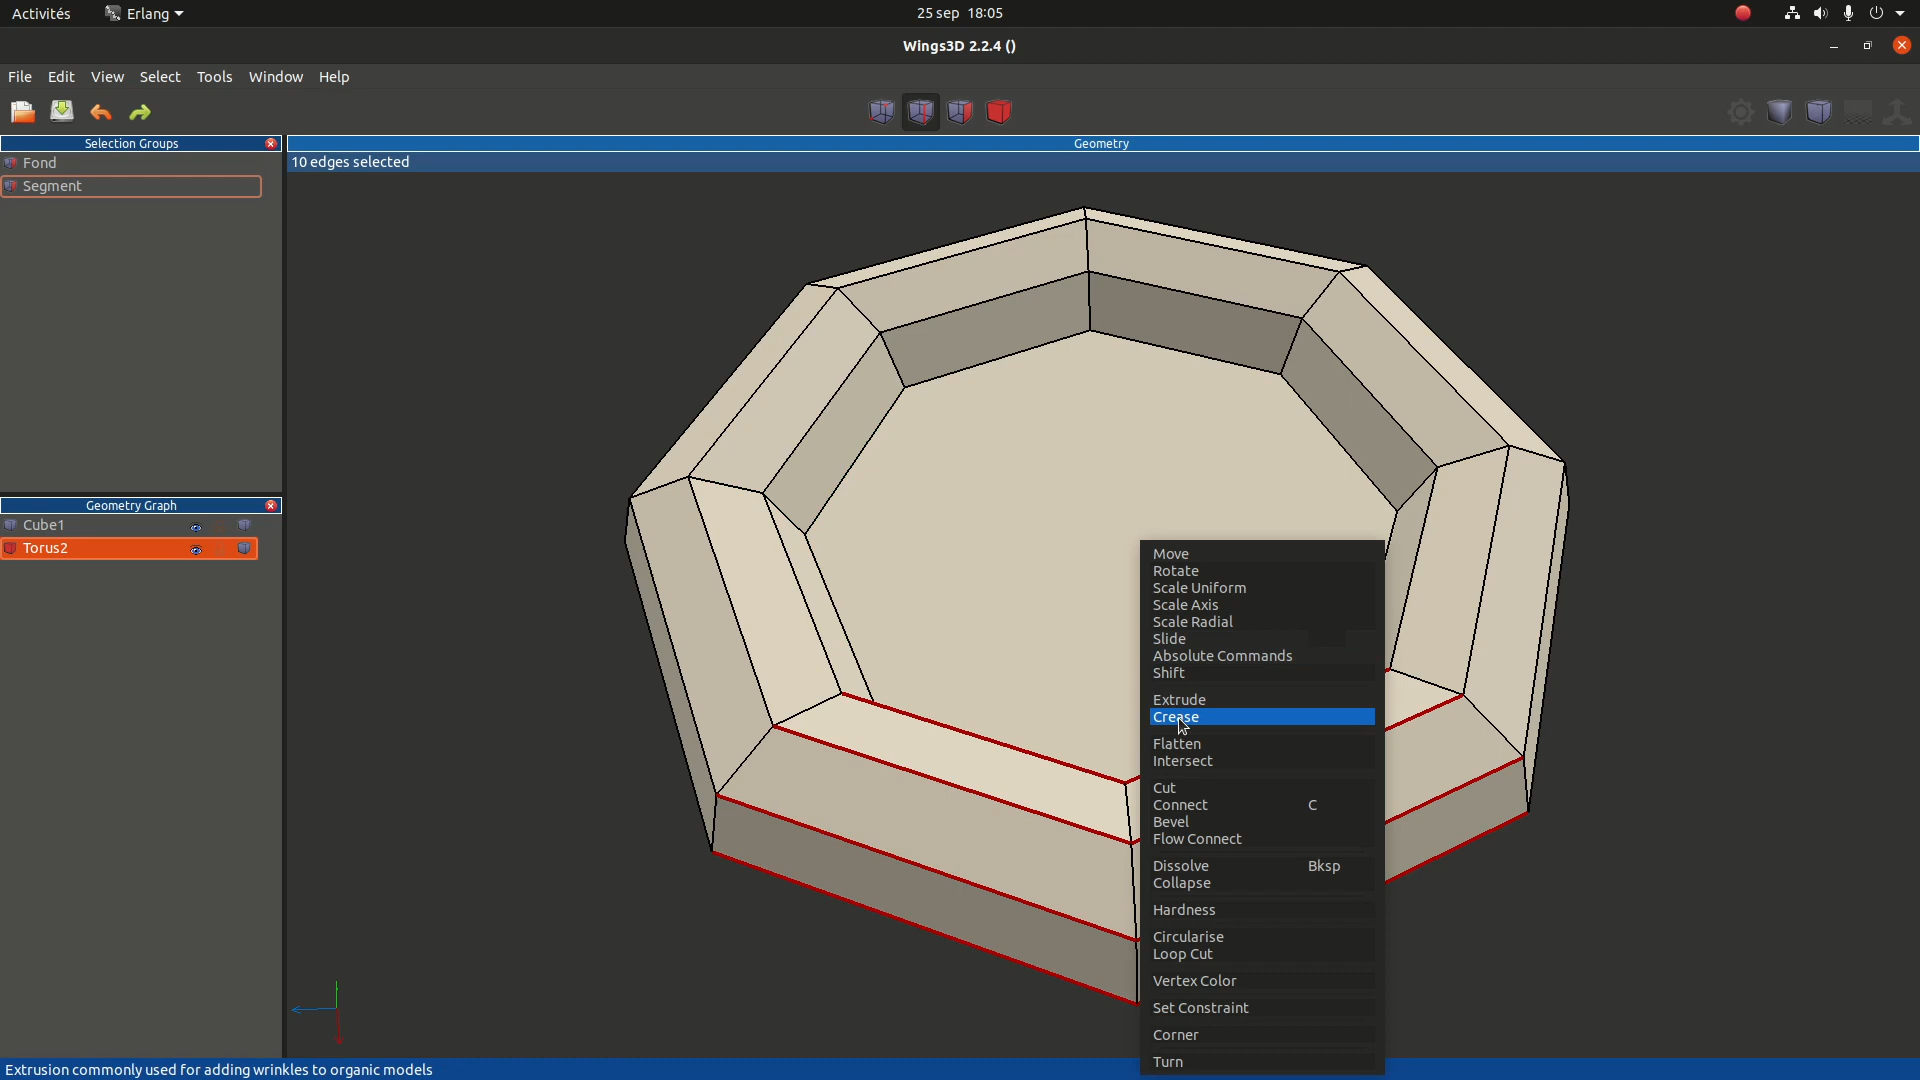 Activités Erlang 25 sep 18:05
Wings3D 2.2.4 ()
File Edit View Select Tools Window Help
Selection Groups
Fond
Segment
Geometry
10 edges selected
Geometry Graph
Cube1
Torus2
Move
Rotate
Scale Uniform
Scale Axis
Scale Radial
Slide
Absolute Commands
Shift
Extrude
Crease
Flatten
Intersect
Cut
Connect C
Bevel
Flow Connect
Dissolve Bksp
Collapse
Hardness
Circularise
Loop Cut
Vertex Color
Set Constraint
Corner
Turn
Extrusion commonly used for adding wrinkles to organic models